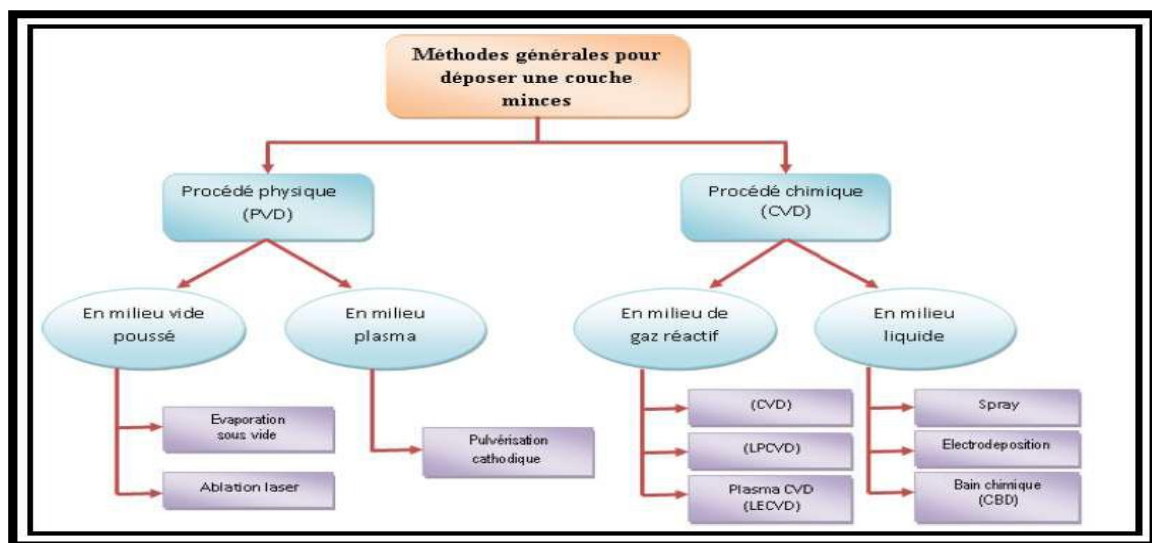 Méthodes générales pour
déposer une couche
minces
Procédé physique
(PVD)
Procédé chimique
(CVD)
En milieu vide
poussé
En milieu
plasma
En milieu de
gaz réactif
En milieu
liquide
Evaporation
sous vide
Ablation laser
Pulvérisation
cathodique
(CVD)
(LPCVD)
Plasma CVD
(LECVD)
Spray
Electrodeposition
Bain chimique
(CBD)